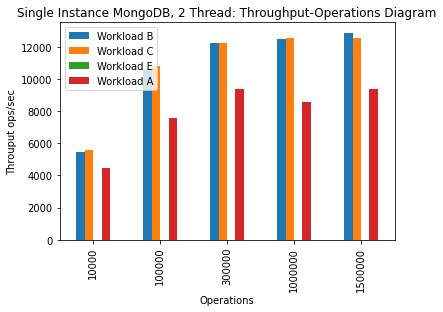 Single Instance MongoDB, 2 Thread: Throughput-Operations Diagram
Workload B
Workload C
Workload E
Workload A
Throuput ops/sec
12000
10000
8000
6000
4000
2000
0
10000
100000
300000
1000000
1500000
Operations